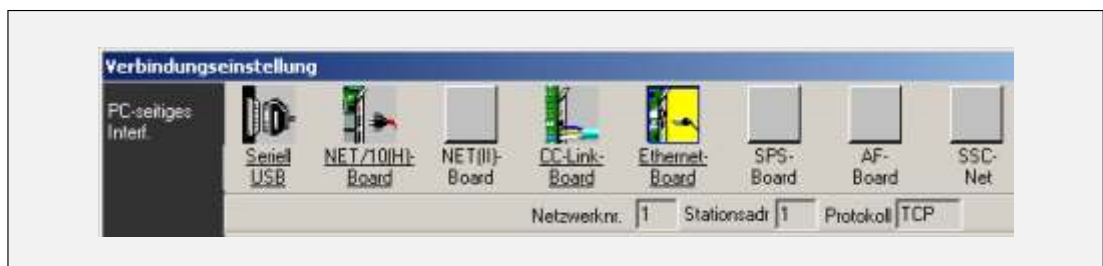 Verbindungseinstellung
PC-seitiges
Interf.
Seriell
USB
NET/10(H)-
Board
NET(II)-
Board
CC-Link-
Board
Ethernet-
Board
SPS-
Board
AF-
Board
SSC-
Net
Netzwerknr. 1 Stationsadr 1 Protokoll TCP